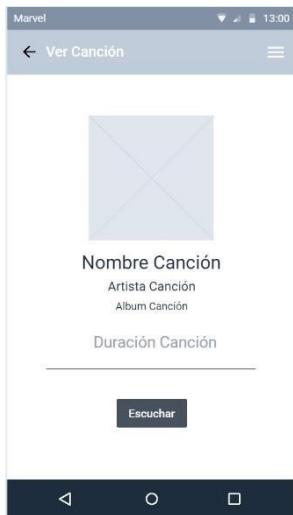 Marvel 13:00
Ver Canción
Nombre Canción
Artista Canción
Album Canción
Duración Canción
Escuchar